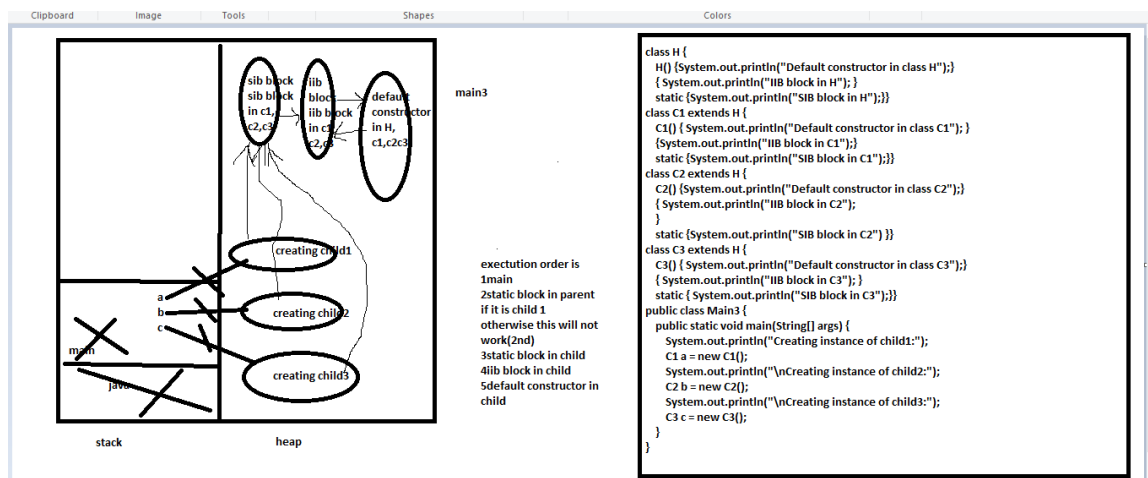 Clipboard
Image
Tools
Shapes
Colors
sib block
sib block
in c1,
c2,c3
iib
block
iib block
in c1
c2,c3
default
constructor
in H,
c1,c2c3
main3
creating child1
creating child2
creating child3
a
b
c
main
java
stack
heap
exectution order is
1main
2static block in parent
if it is child 1
otherwise this will not
work(2nd)
3static block in child
4iib block in child
5default constructor in
child
class H {
H() {System.out.println("Default constructor in class H");}
{ System.out.println("IIB block in H"); }
static {System.out.println("SIB block in H");}}
class C1 extends H {
C1() { System.out.println("Default constructor in class C1"); }
{System.out.println("IIB block in C1");}
static {System.out.println("SIB block in C1");}}
class C2 extends H {
C2() {System.out.println("Default constructor in class C2");}
{ System.out.println("IIB block in C2");
}
static {System.out.println("SIB block in C2") }}
class C3 extends H {
C3() { System.out.println("Default constructor in class C3");}
{ System.out.println("IIB block in C3"); }
static { System.out.println("SIB block in C3");}}
public class Main3 {
public static void main(String[] args) {
System.out.println("Creating instance of child1:");
C1 a = new C1();
System.out.println("\nCreating instance of child2:");
C2 b = new C2();
System.out.println("\nCreating instance of child3:");
C3 c = new C3();
}
}